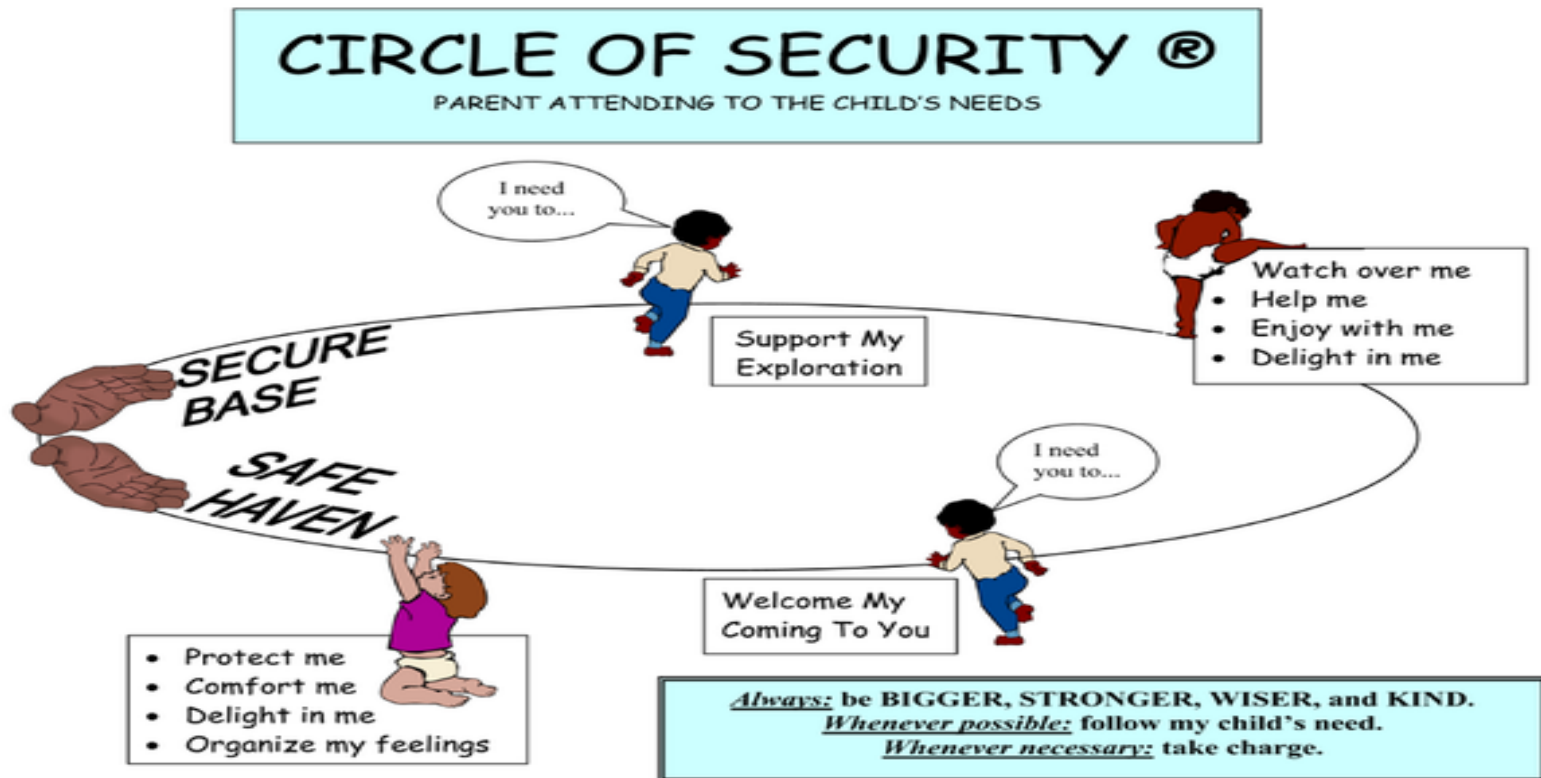 CIRCLE OF SECURITY ®
PARENT ATTENDING TO THE CHILD'S NEEDS
I need
you to...
Support My
Exploration
• Watch over me
• Help me
• Enjoy with me
• Delight in me
SECURE
BASE
SAFE
HAVEN
I need
you to...
Welcome My
Coming To You
• Protect me
• Comfort me
• Delight in me
• Organize my feelings
Always: be BIGGER, STRONGER, WISER, and KIND.
Whenever possible: follow my child's need.
Whenever necessary: take charge.